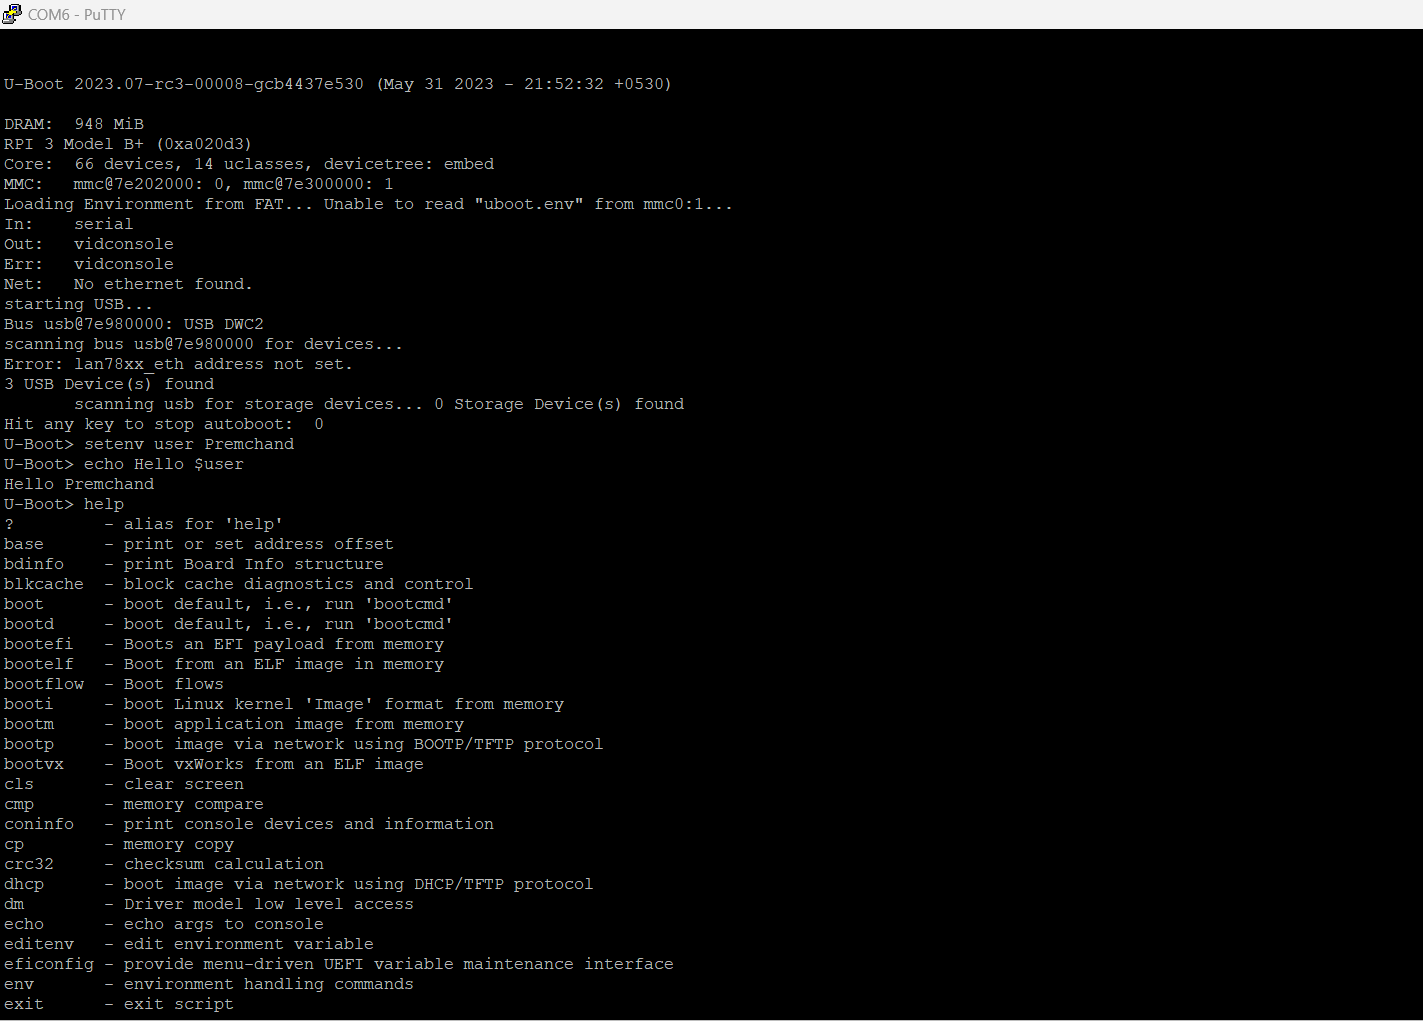 COM6 - PuTTY
U-Boot 2023.07-rc3-00008-gcb4437e530 (May 31 2023 - 21:52:32 +0530)
DRAM:  948 MiB
RPI 3 Model B+ (0xa020d3)
Core:  66 devices, 14 uclasses, devicetree: embed
MMC:   mmc@7e202000: 0, mmc@7e300000: 1
Loading Environment from FAT... Unable to read "uboot.env" from mmc0:1...
In:    serial
Out:   vidconsole
Err:   vidconsole
Net:   No ethernet found.
starting USB...
Bus usb@7e980000: USB DWC2
scanning bus usb@7e980000 for devices...
Error: lan78xx_eth address not set.
3 USB Device(s) found
       scanning usb for storage devices... 0 Storage Device(s) found
Hit any key to stop autoboot:  0
U-Boot> setenv user Premchand
U-Boot> echo Hello $user
Hello Premchand
U-Boot> help
?         - alias for 'help'
base      - print or set address offset
bdinfo    - print Board Info structure
blkcache  - block cache diagnostics and control
boot      - boot default, i.e., run 'bootcmd'
bootd     - boot default, i.e., run 'bootcmd'
bootefi   - Boots an EFI payload from memory
bootelf   - Boot from an ELF image in memory
bootflow  - Boot flows
booti     - boot Linux kernel 'Image' format from memory
bootm     - boot application image from memory
bootp     - boot image via network using BOOTP/TFTP protocol
bootvx    - Boot vxWorks from an ELF image
cls       - clear screen
cmp       - memory compare
coninfo   - print console devices and information
cp        - memory copy
crc32     - checksum calculation
dhcp      - boot image via network using DHCP/TFTP protocol
dm        - Driver model low level access
echo      - echo args to console
editenv   - edit environment variable
eficonfig - provide menu-driven UEFI variable maintenance interface
env       - environment handling commands
exit      - exit script